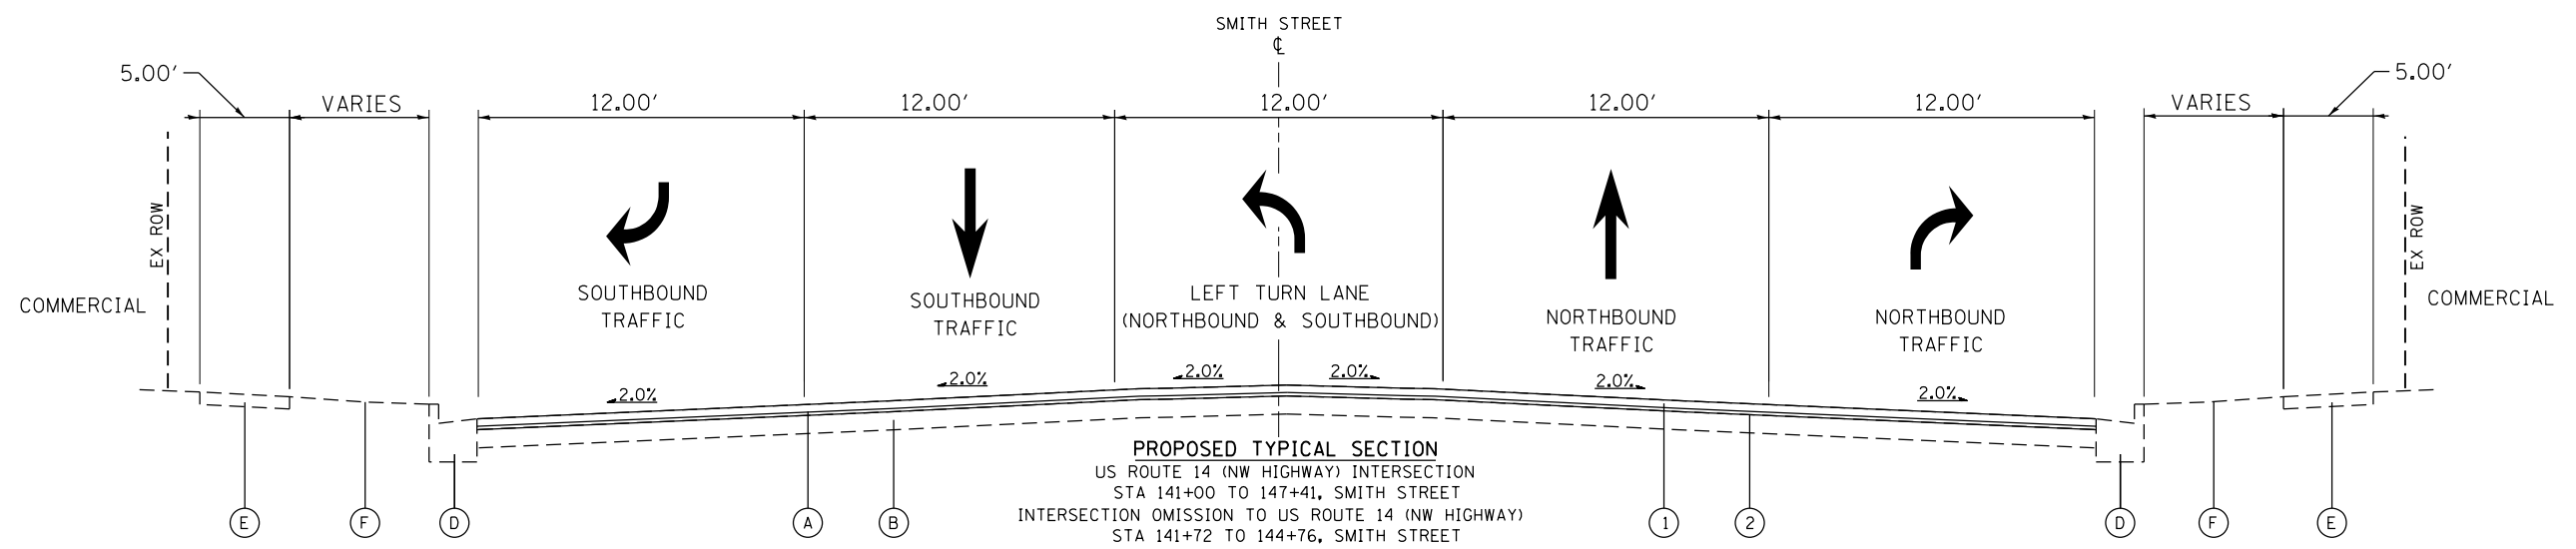 SMITH STREET
℄
5.00'
VARIES
12.00'
12.00'
12.00'
12.00'
12.00'
VARIES
5.00'
EX ROW
EX ROW
COMMERCIAL
SOUTHBOUND
TRAFFIC
SOUTHBOUND
TRAFFIC
LEFT TURN LANE
(NORTHBOUND & SOUTHBOUND)
NORTHBOUND
TRAFFIC
NORTHBOUND
TRAFFIC
COMMERCIAL
2.0%
2.0%
2.0%
2.0%
2.0%
2.0%
PROPOSED TYPICAL SECTION
US ROUTE 14 (NW HIGHWAY) INTERSECTION
STA 141+00 TO 147+41, SMITH STREET
INTERSECTION OMISSION TO US ROUTE 14 (NW HIGHWAY)
STA 141+72 TO 144+76, SMITH STREET
E
F
D
A
B
1
2
D
F
E